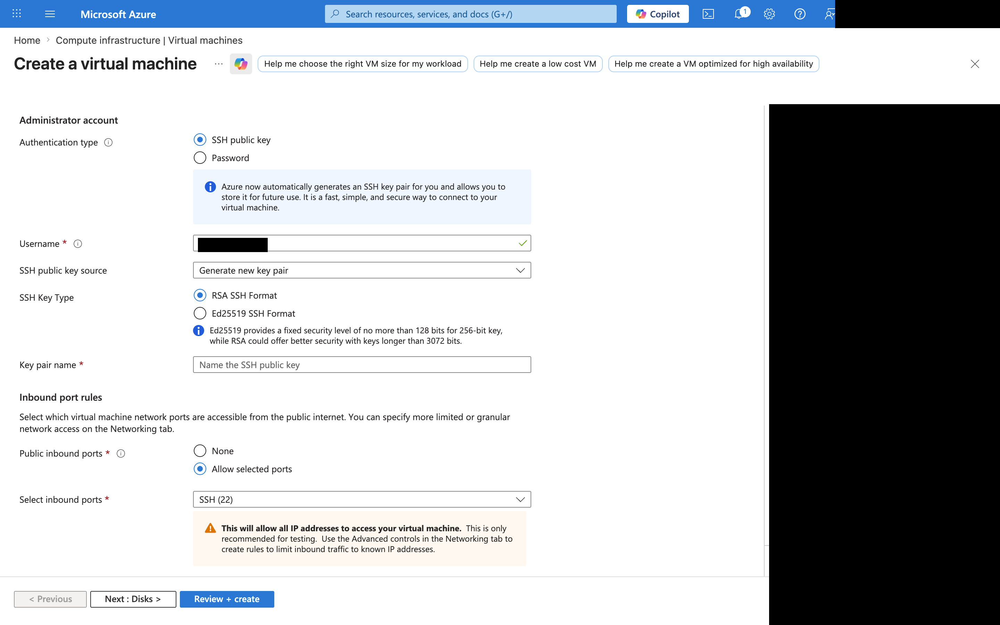 Microsoft Azure
Search resources, services, and docs (G+/)
Copilot
1
Home > Compute infrastructure | Virtual machines
Create a virtual machine
...
Help me choose the right VM size for my workload
Help me create a low cost VM
Help me create a VM optimized for high availability
Administrator account
Authentication type
SSH public key
Password
Azure now automatically generates an SSH key pair for you and allows you to
store it for future use. It is a fast, simple, and secure way to connect to your
virtual machine.
Username *
SSH public key source
Generate new key pair
SSH Key Type
RSA SSH Format
Ed25519 SSH Format
Ed25519 provides a fixed security level of no more than 128 bits for 256-bit key,
while RSA could offer better security with keys longer than 3072 bits.
Key pair name *
Name the SSH public key
Inbound port rules
Select which virtual machine network ports are accessible from the public internet. You can specify more limited or granular
network access on the Networking tab.
Public inbound ports *
None
Allow selected ports
Select inbound ports *
SSH (22)
This will allow all IP addresses to access your virtual machine. This is only
recommended for testing. Use the Advanced controls in the Networking tab to
create rules to limit inbound traffic to known IP addresses.
< Previous
Next : Disks >
Review + create